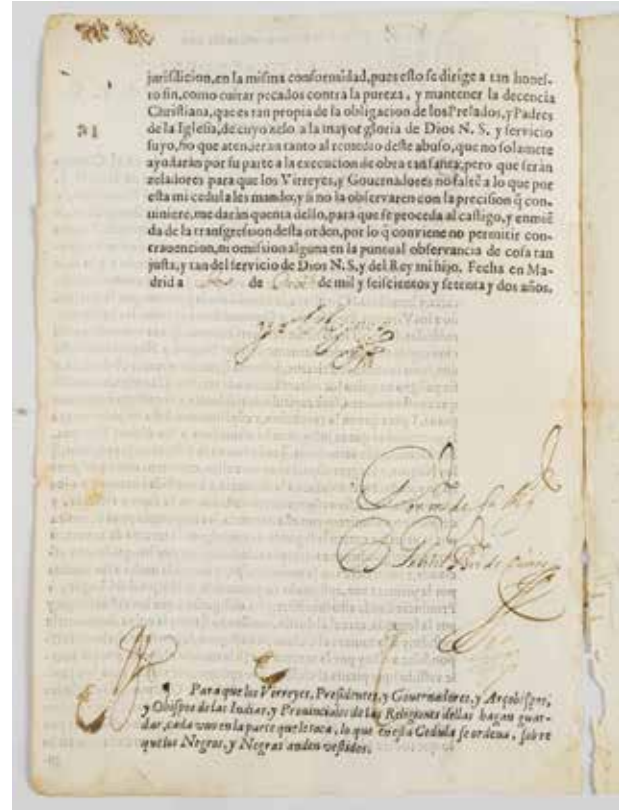 jurisdicion, en la misma conformidad, pues esto se dirige a tan hones-
to fin, como euitar pecados contra la pureza, y mantener la decencia
Christiana, que es tan propia de la obligacion de los Prelados, y Padres
de la Iglesia, de cuyo zelo a la mayor gloria de Dios N. S. y seruicio
suyo, fio que atenderàn tanto al remedio deste abuso, que no solamente
ayudaràn por su parte a la execucion de obra tan santa; pero que seràn
zeladores para que los Virreyes, y Gouernadores no faltẽ a lo que por
esta mi cedula les mando, y si no la obseruaren con la precision q̃ con-
uiniere, me daràn quenta dello, para que se proceda al castigo, y enmiẽ
da de la transgression desta orden, por lo q̃ conviene no permitir con-
trauencion, ni omission alguna en la puntual obseruancia de cosa tan
justa, y tan del seruicio de Dios N. S. y del Rey mi hijo. Fecha en Ma-
drid a de de mil y seiscientos y setenta y dos años.
yo la Reyna
¶ Para que los Virreyes, Presidentes, y Gouernadores, y Arçobispos,
y Obispos de las Indias, y Prouinciales de las Religiones dellas hagan guar-
dar, cada vno en la parte que le toca, lo que en esta Cedula se ordena, sobre
que los Negros, y Negras anden vestidos.